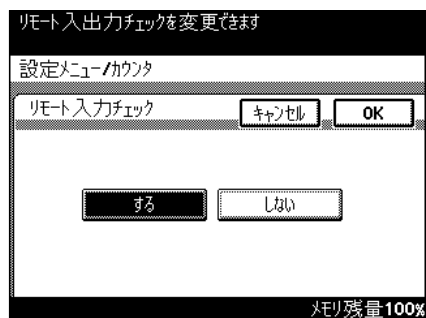 リモート入出力チェックを変更できます
設定メニュー/カウンタ
リモート入力チェック キャンセル OK
する しない
メモリ残量100%